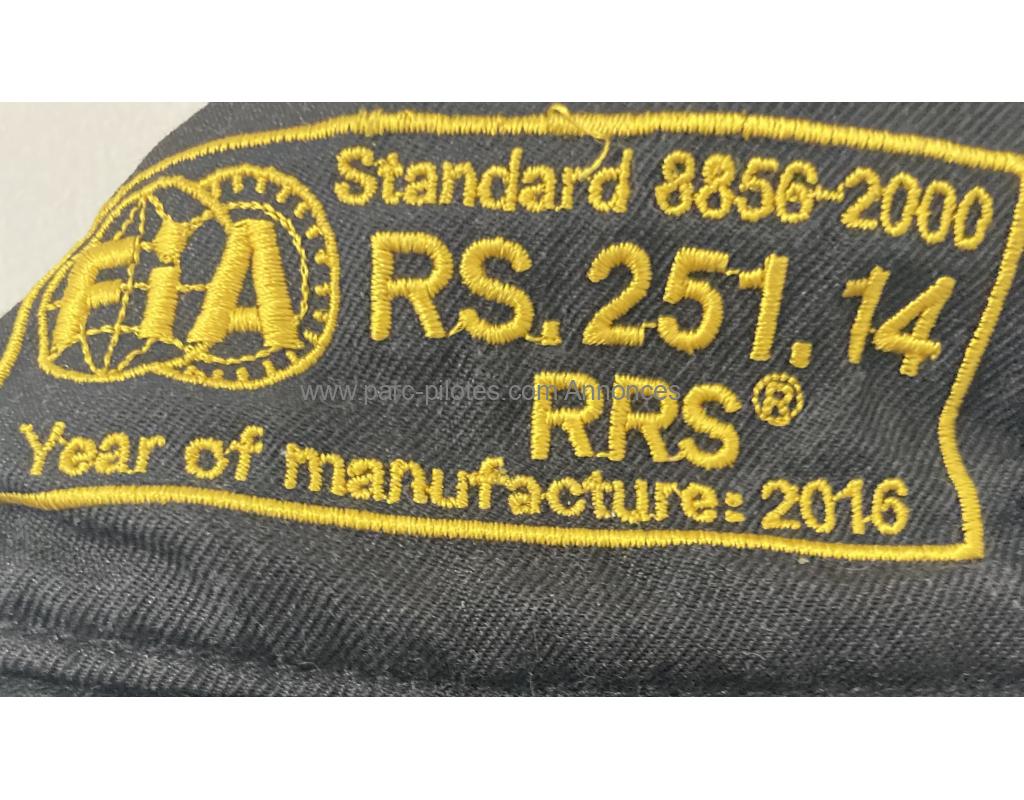 FIA
Standard 8856-2000
RS.251.14
www.parc-pilotes.com Annonces
RRS®
Year of manufacture: 2016